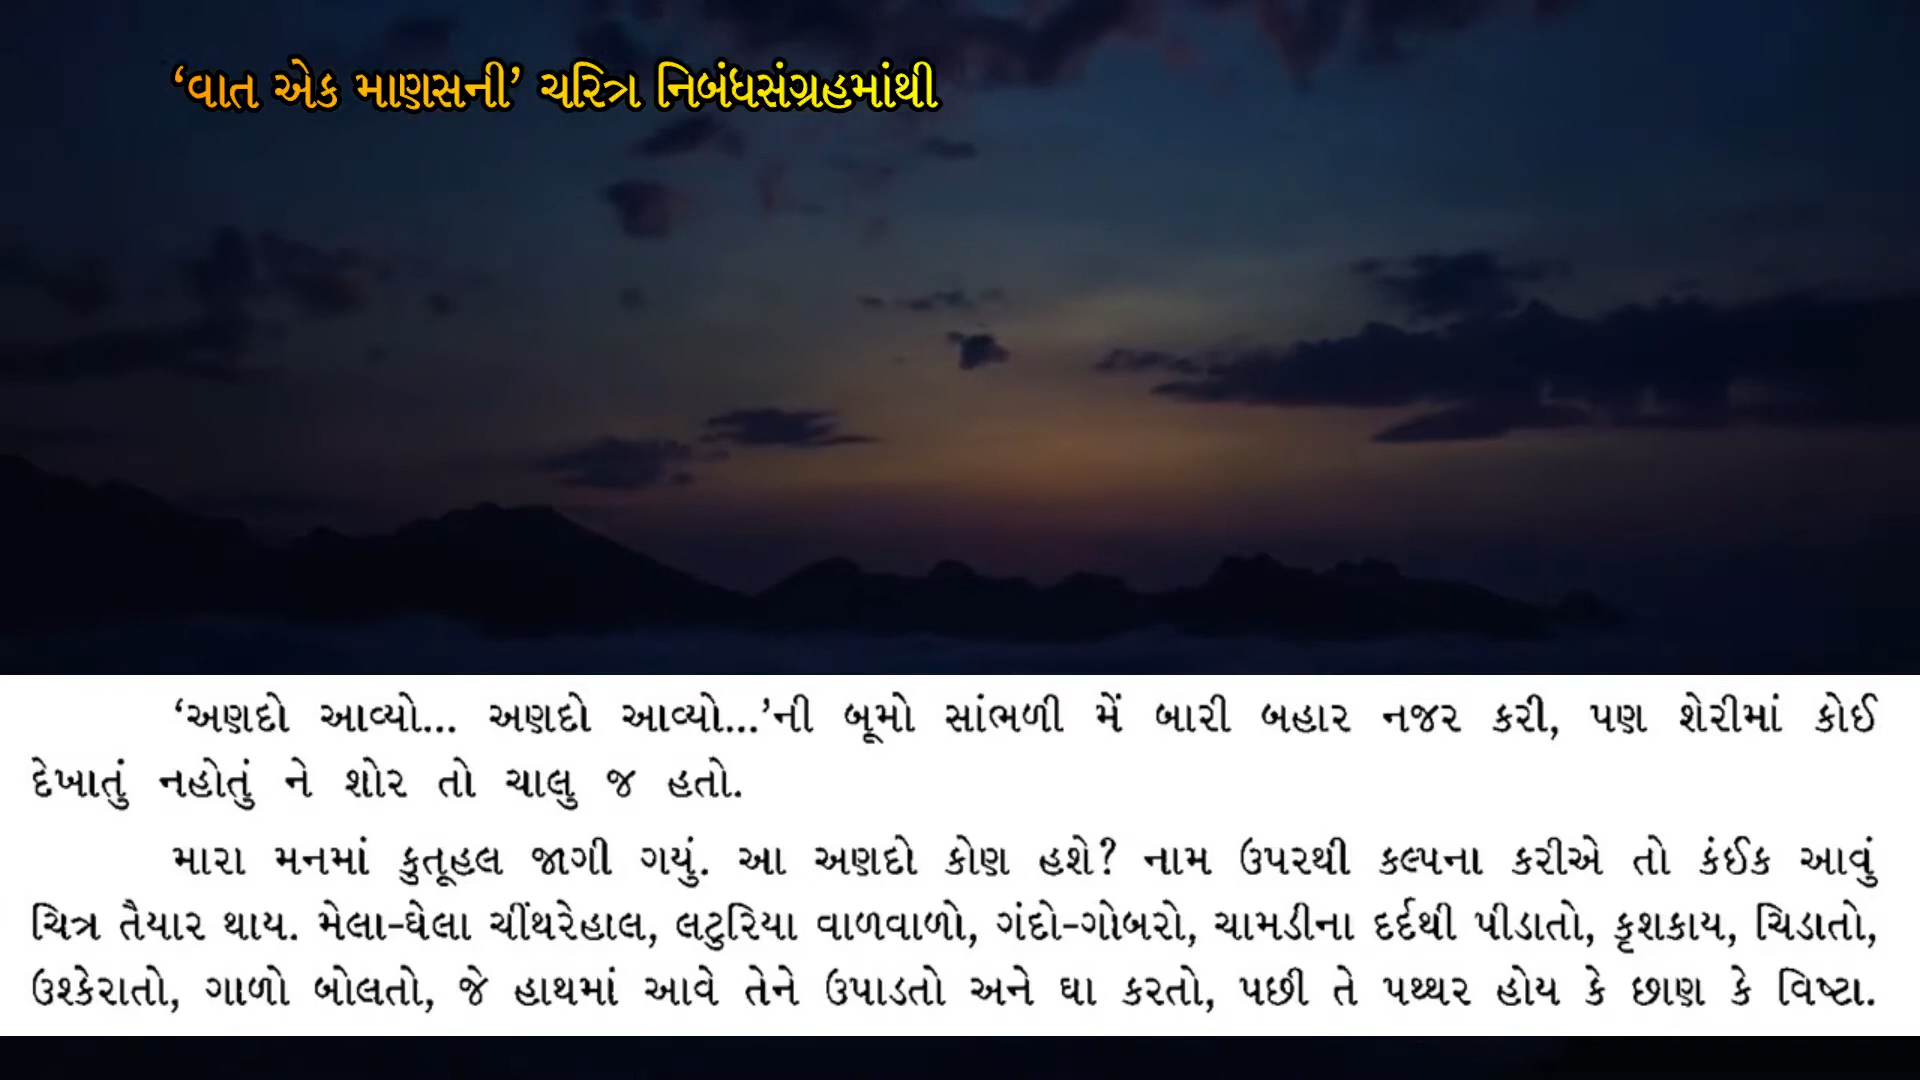 ‘વાત એક માણસની’ ચરિત્ર નિબંધસંગ્રહમાંથી
‘અણદો આવ્યો... અણદો આવ્યો...’ની બૂમો સાંભળી મેં બારી બહાર નજર કરી, પણ શેરીમાં કોઈ
દેખાતું નહોતું ને શોર તો ચાલુ જ હતો.
મારા મનમાં કુતૂહલ જાગી ગયું. આ અણદો કોણ હશે? નામ ઉપરથી કલ્પના કરીએ તો કંઈક આવું
ચિત્ર તૈયાર થાય. મેલા-ઘેલા ચીંથરેહાલ, લટુરિયા વાળવાળો, ગંદો-ગોબરો, ચામડીના દર્દથી પીડાતો, કૃશકાય, ચિડાતો,
ઉશ્કેરાતો, ગાળો બોલતો, જે હાથમાં આવે તેને ઉપાડતો અને ઘા કરતો, પછી તે પથ્થર હોય કે છાણ કે વિષ્ટા.